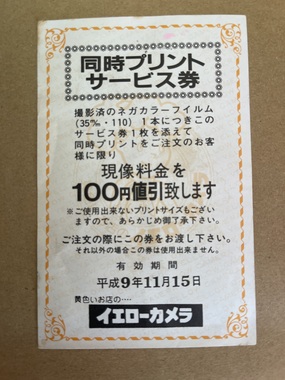 同時プリント
サービス券
撮影済のネガカラーフイルム
(35%・110) 1本につきこの
サービス券1枚を添えて
同時プリントをご注文のお客
様に限り
現像料金を
100円値引致します
※ご使用出来ないプリントサイズもござい
ますので、あらかじめ御了承下さい。
ご注文の際にこの券をお渡し下さい。
それ以外の場合この券は使用出来ません。
有効期間
平成9年11月15日
黄色いお店の‥‥
イエローカメラ